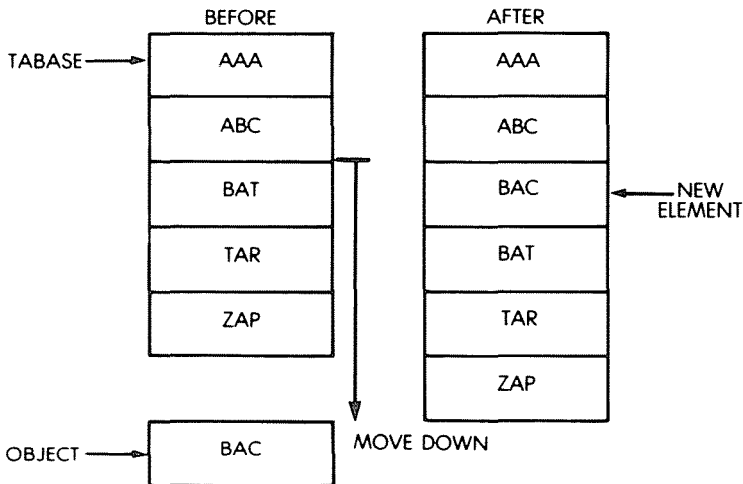 BEFORE
AFTER
TABASE
AAA
ABC
BAT
TAR
ZAP
OBJECT
BAC
MOVE DOWN
AAA
ABC
BAC
BAT
TAR
ZAP
NEW
ELEMENT